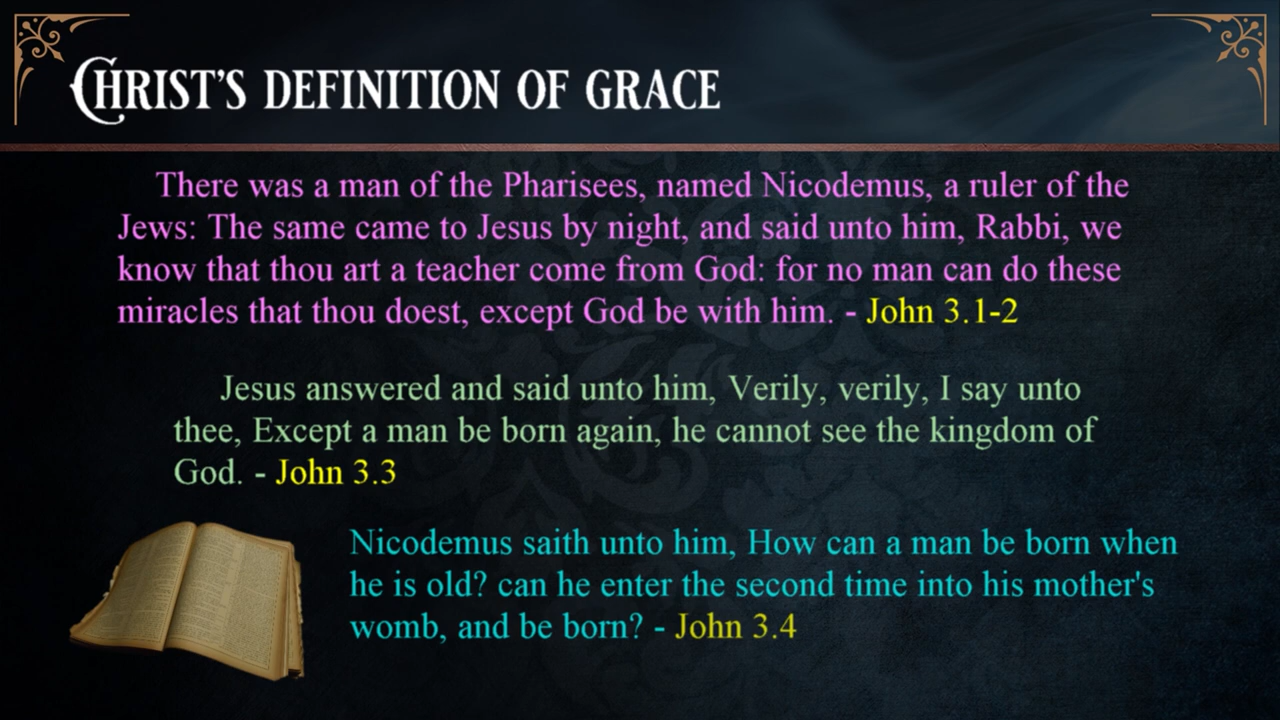 CHRIST'S DEFINITION OF GRACE
There was a man of the Pharisees, named Nicodemus, a ruler of the
Jews: The same came to Jesus by night, and said unto him, Rabbi, we
know that thou art a teacher come from God: for no man can do these
miracles that thou doest, except God be with him. - John 3.1-2
Jesus answered and said unto him, Verily, verily, I say unto
thee, Except a man be born again, he cannot see the kingdom of
God. - John 3.3
Nicodemus saith unto him, How can a man be born when
he is old? can he enter the second time into his mother's
womb, and be born? - John 3.4